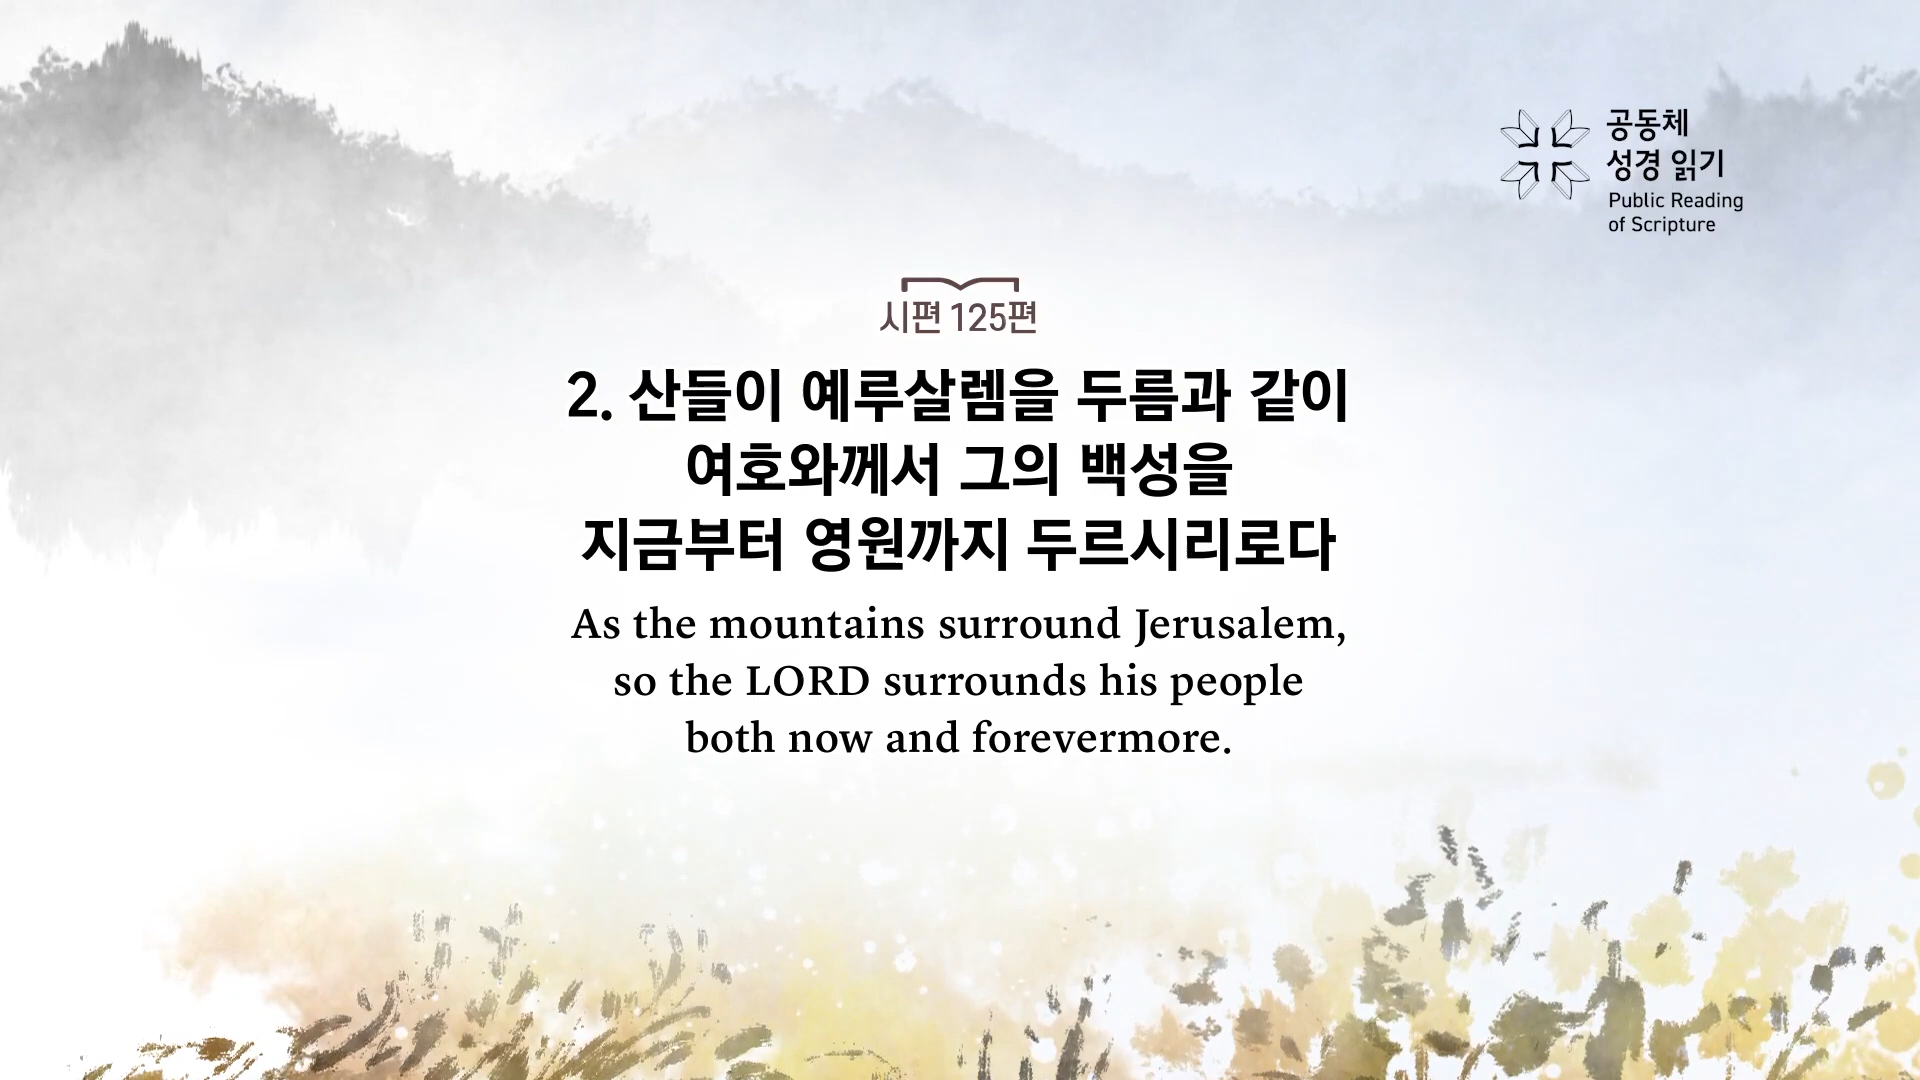 공동체
성경 읽기
Public Reading
of Scripture
시편 125편
2. 산들이 예루살렘을 두름과 같이
여호와께서 그의 백성을
지금부터 영원까지 두르시리로다
As the mountains surround Jerusalem,
so the LORD surrounds his people
both now and forevermore.